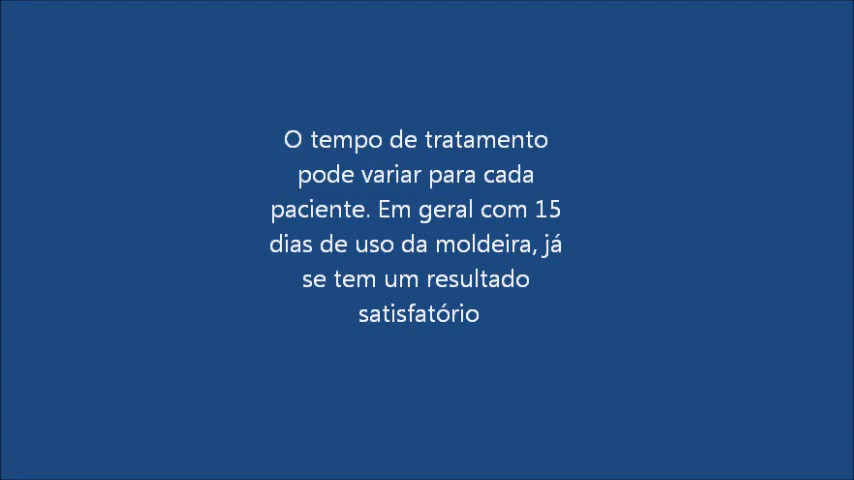 O tempo de tratamento
pode variar para cada
paciente. Em geral com 15
dias de uso da moldeira, já
se tem um resultado
satisfatório